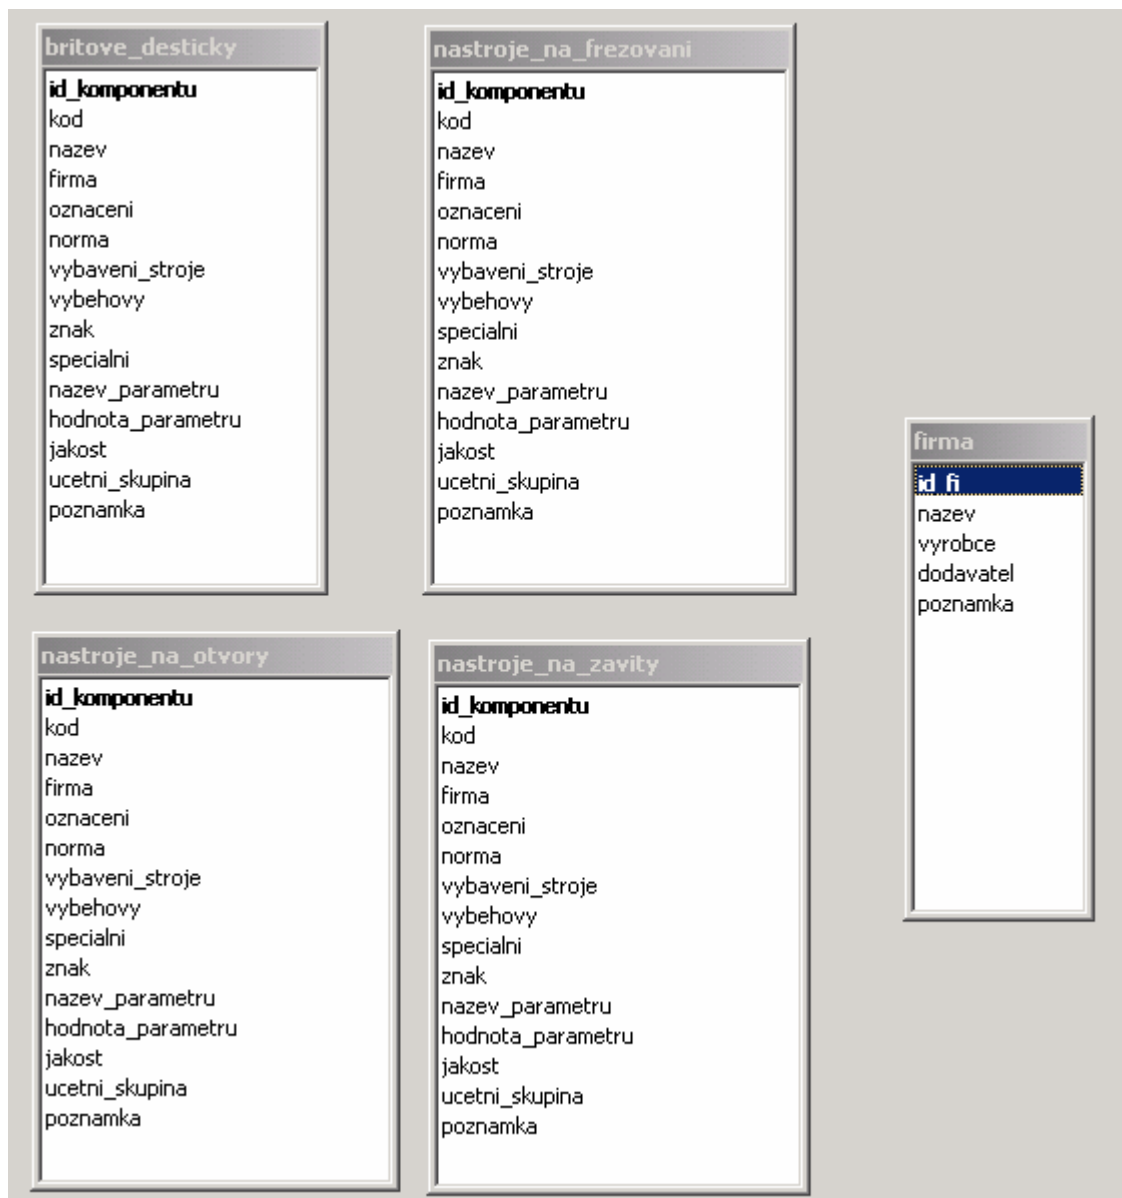 britove_desticky
id_komponentu
kod
nazev
firma
oznaceni
norma
vybaveni_stroje
vybehovy
znak
specialni
nazev_parametru
hodnota_parametru
jakost
ucetni_skupina
poznamka
nastroje_na_frezovani
id_komponentu
kod
nazev
firma
oznaceni
norma
vybaveni_stroje
vybehovy
specialni
znak
nazev_parametru
hodnota_parametru
jakost
ucetni_skupina
poznamka
firma
id_fi
nazev
vyrobce
dodavatel
poznamka
nastroje_na_otvory
id_komponentu
kod
nazev
firma
oznaceni
norma
vybaveni_stroje
vybehovy
specialni
znak
nazev_parametru
hodnota_parametru
jakost
ucetni_skupina
poznamka
nastroje_na_zavity
id_komponentu
kod
nazev
firma
oznaceni
norma
vybaveni_stroje
vybehovy
specialni
znak
nazev_parametru
hodnota_parametru
jakost
ucetni_skupina
poznamka